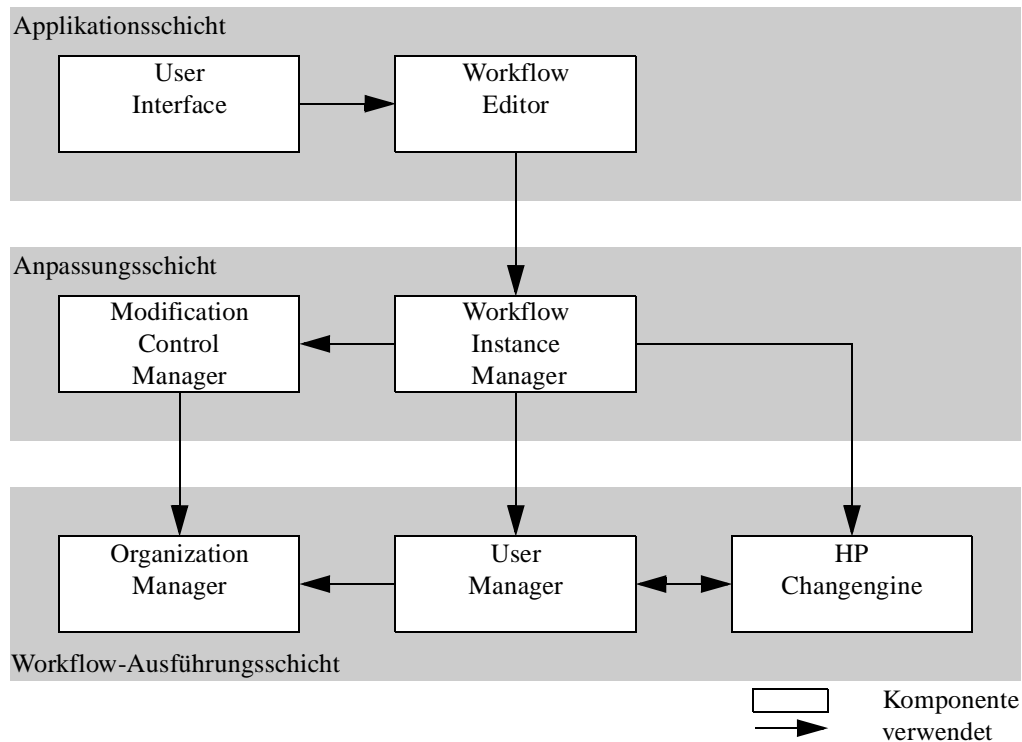 Applikationsschicht
User
Interface
Workflow
Editor
Anpassungsschicht
Modification
Control
Manager
Workflow
Instance
Manager
Organization
Manager
User
Manager
HP
Changengine
Workflow-Ausführungsschicht
Komponente
verwendet